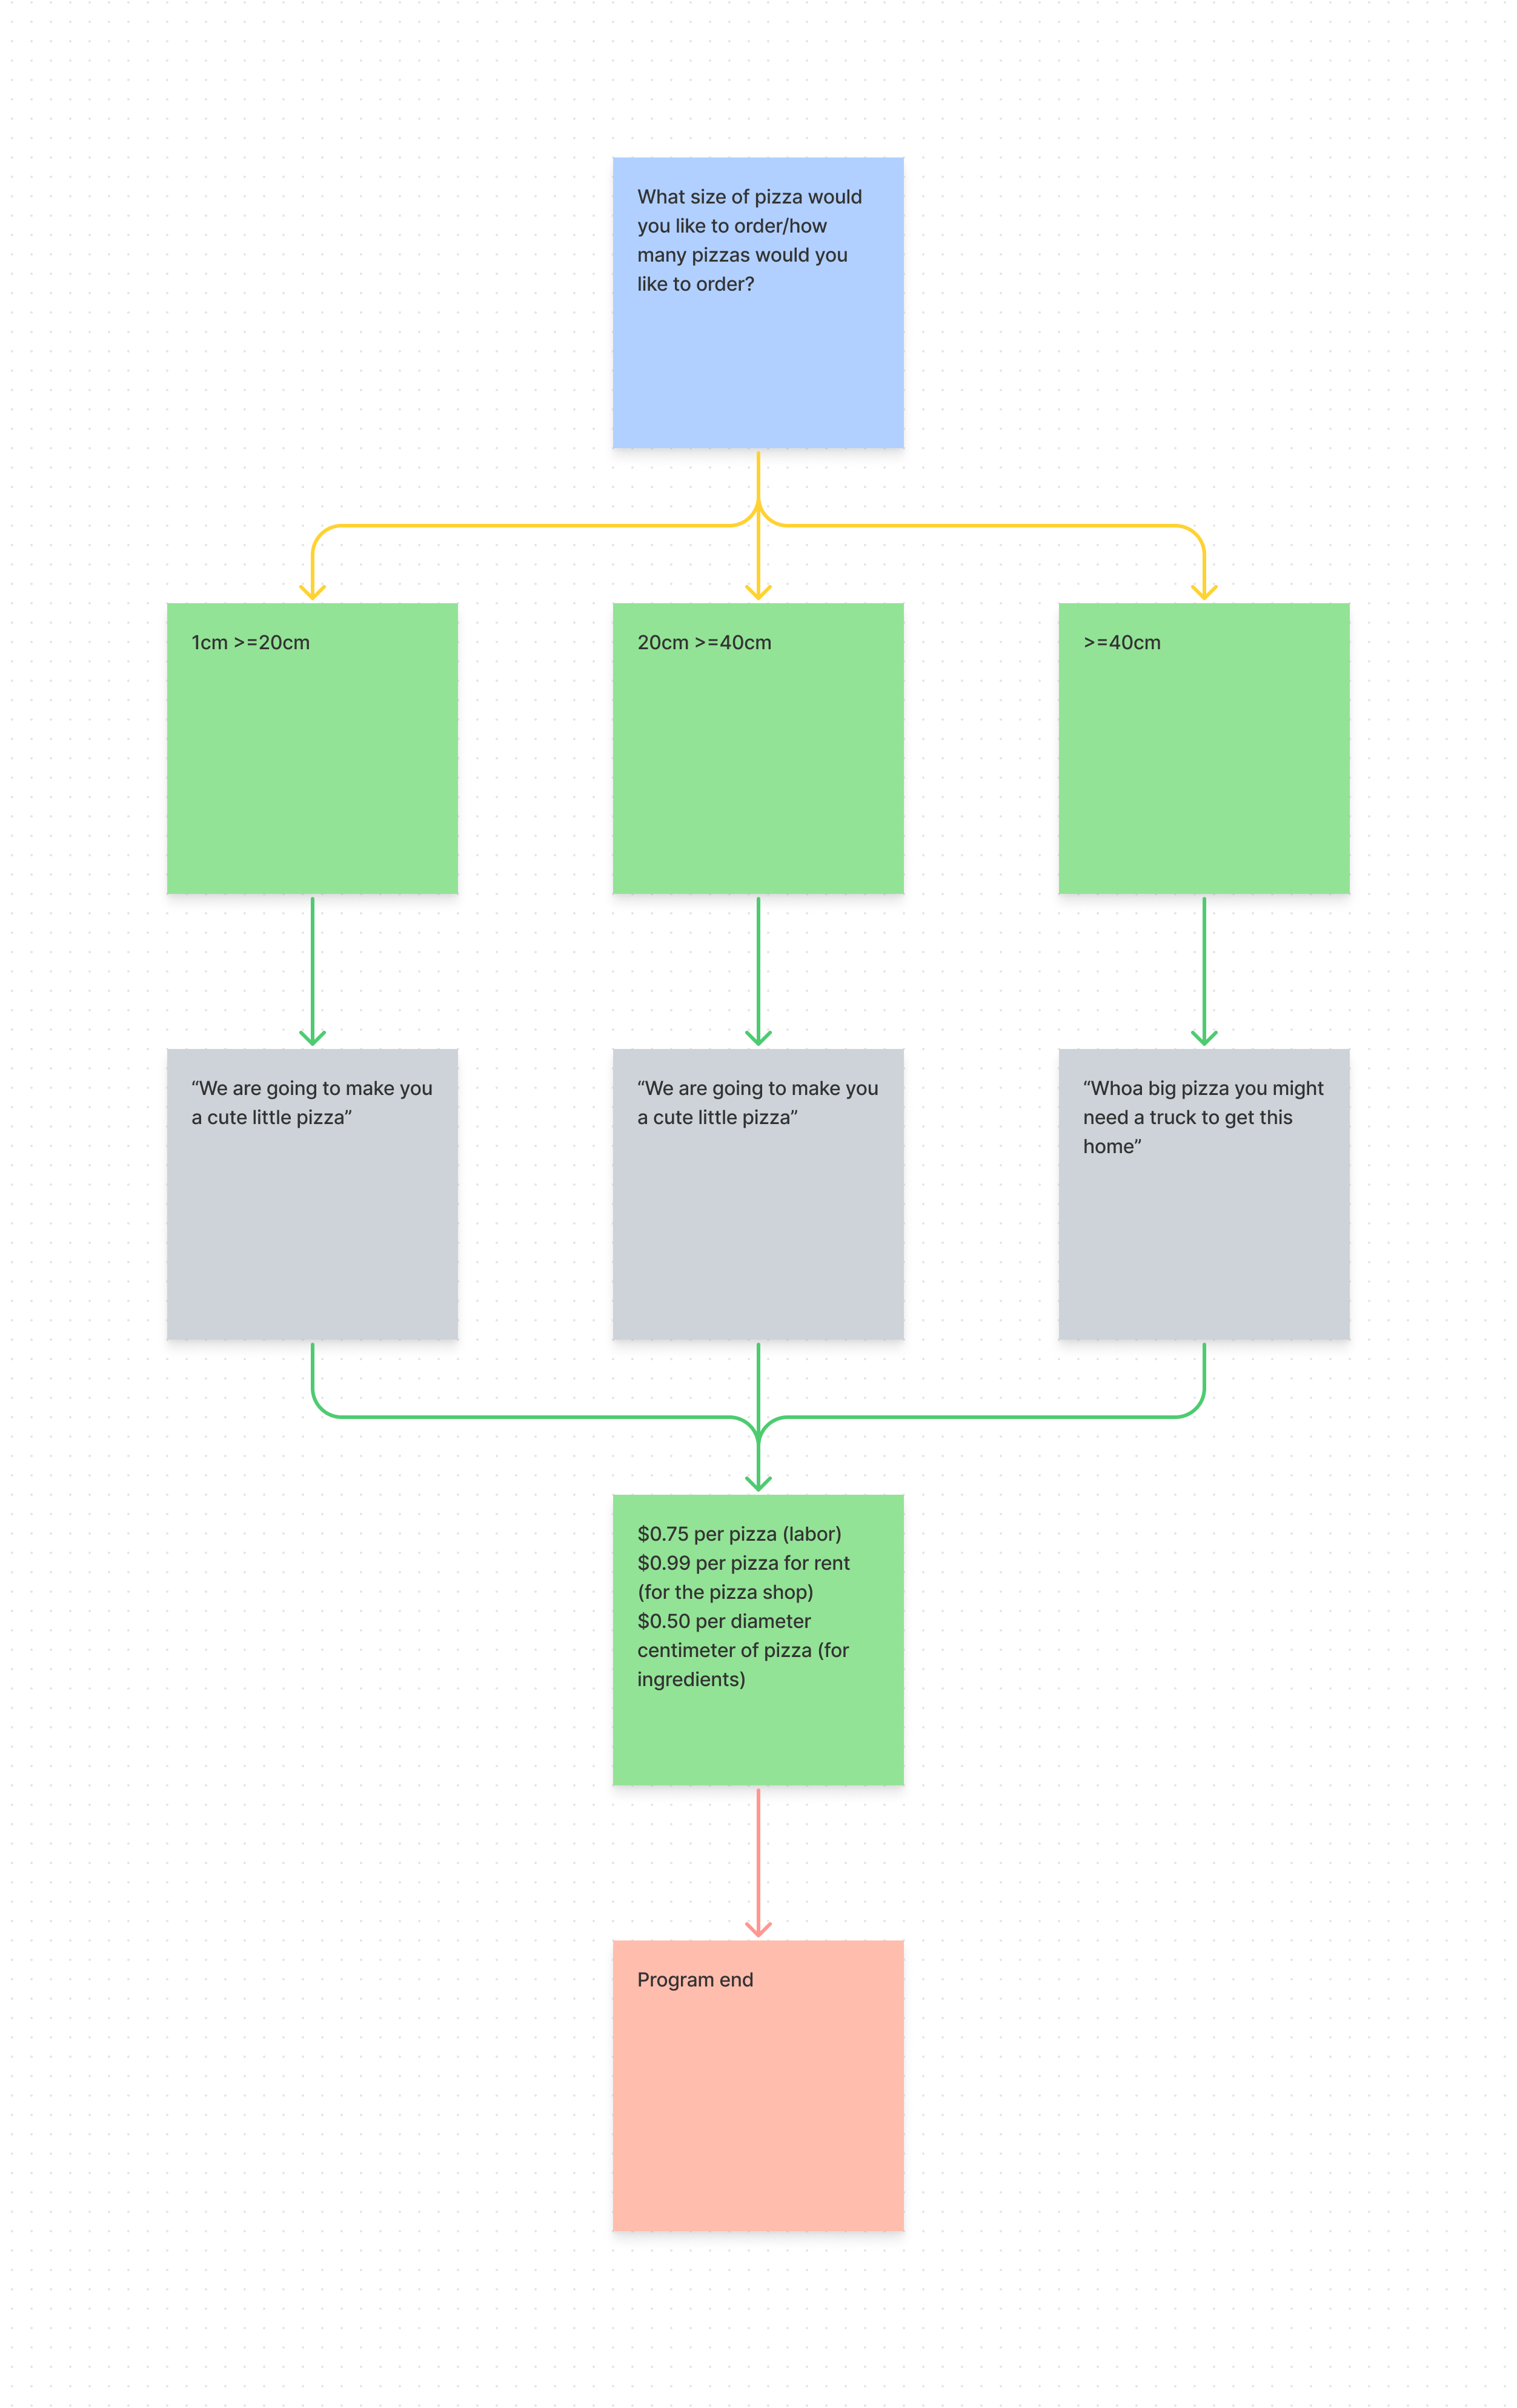 What size of pizza would
you like to order/how
many pizzas would you
like to order?
1cm >=20cm
20cm >=40cm
>=40cm
“We are going to make you
a cute little pizza”
“We are going to make you
a cute little pizza”
“Whoa big pizza you might
need a truck to get this
home”
$0.75 per pizza (labor)
$0.99 per pizza for rent
(for the pizza shop)
$0.50 per diameter
centimeter of pizza (for
ingredients)
Program end